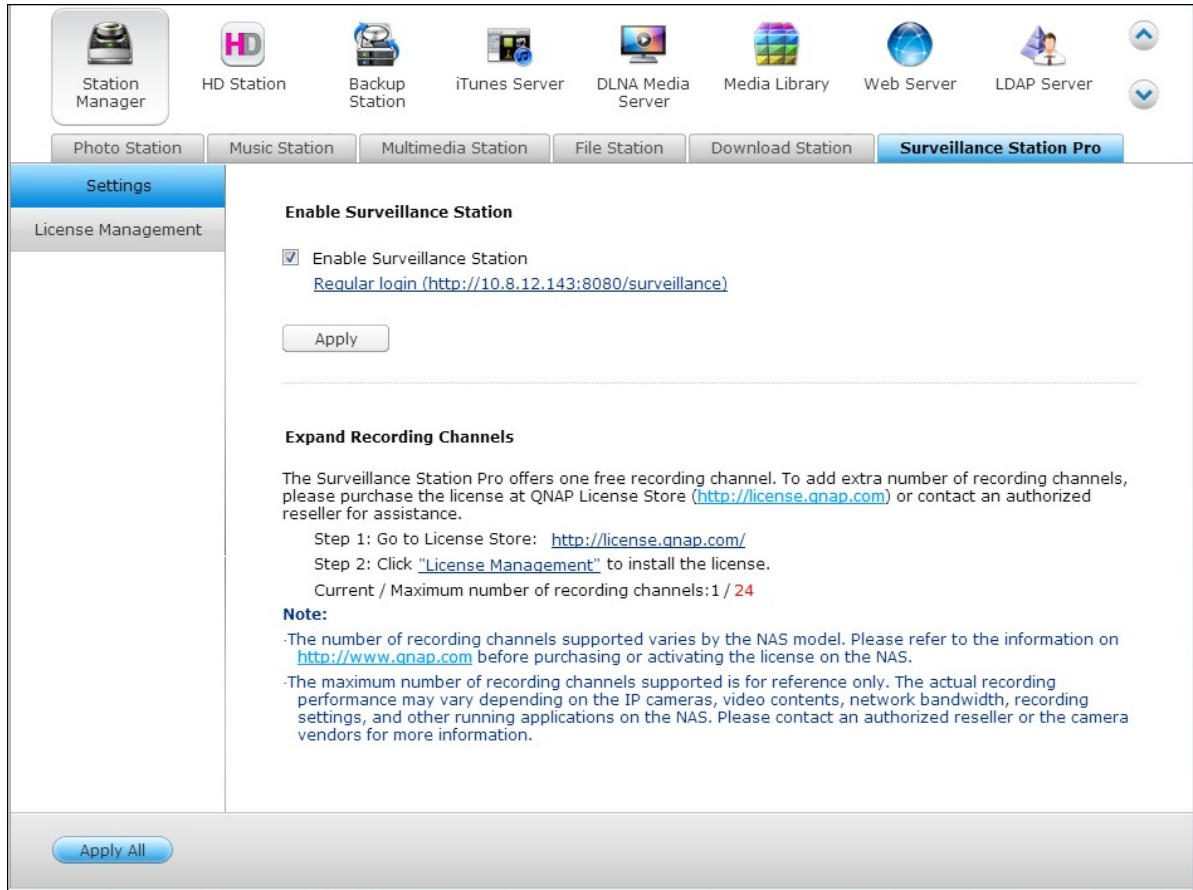 Station Manager
HD
HD Station
Backup Station
iTunes Server
DLNA Media Server
Media Library
Web Server
LDAP Server
Photo Station
Music Station
Multimedia Station
File Station
Download Station
Surveillance Station Pro
Settings
License Management
Enable Surveillance Station
Enable Surveillance Station
Regular login (http://10.8.12.143:8080/surveillance)
Apply
Expand Recording Channels
The Surveillance Station Pro offers one free recording channel. To add extra number of recording channels,
please purchase the license at QNAP License Store (http://license.qnap.com) or contact an authorized
reseller for assistance.
Step 1: Go to License Store: http://license.qnap.com/
Step 2: Click "License Management" to install the license.
Current / Maximum number of recording channels:1 / 24
Note:
·The number of recording channels supported varies by the NAS model. Please refer to the information on
http://www.qnap.com before purchasing or activating the license on the NAS.
·The maximum number of recording channels supported is for reference only. The actual recording
performance may vary depending on the IP cameras, video contents, network bandwidth, recording
settings, and other running applications on the NAS. Please contact an authorized reseller or the camera
vendors for more information.
Apply All